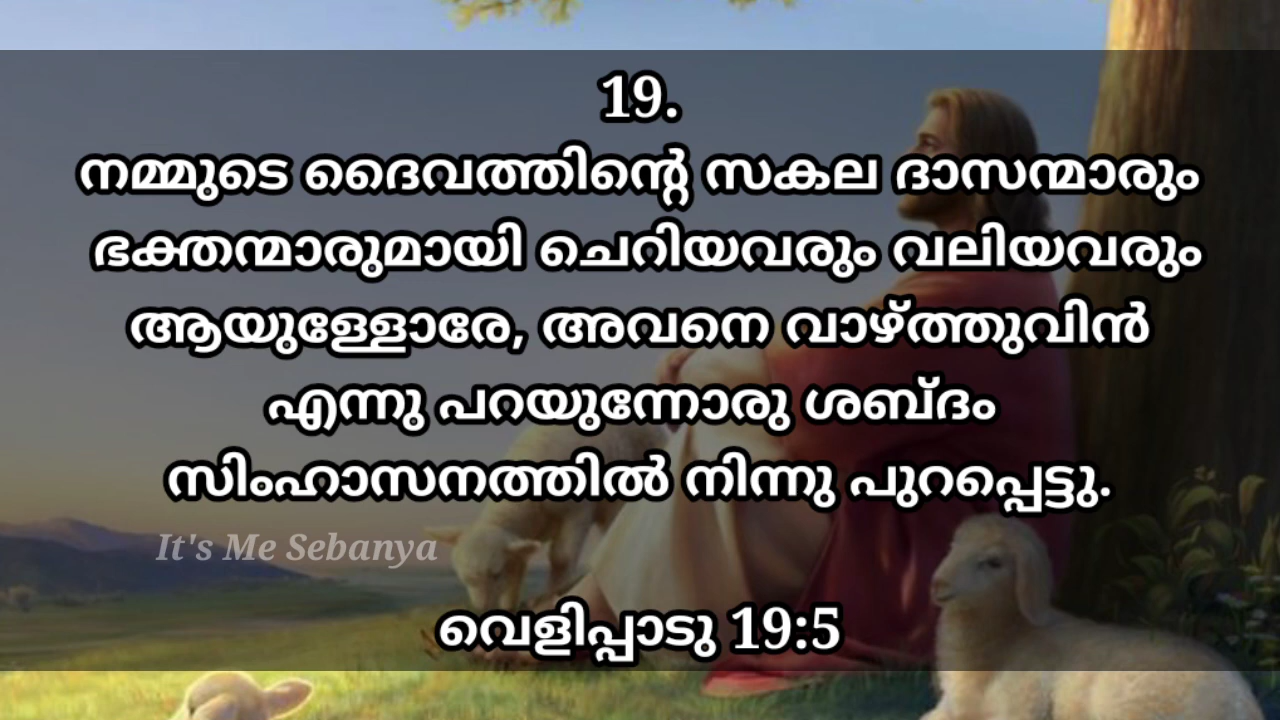 19.
നമ്മുടെ ദൈവത്തിന്റെ സകല ദാസന്മാരും
ഭക്തന്മാരുമായി ചെറിയവരും വലിയവരും
ആയുള്ളോരേ, അവനെ വാഴ്ത്തുവിൻ
എന്നു പറയുന്നോരു ശബ്ദം
സിംഹാസനത്തിൽ നിന്നു പുറപ്പെട്ടു.
It's Me Sebanya
വെളിപ്പാടു 19:5